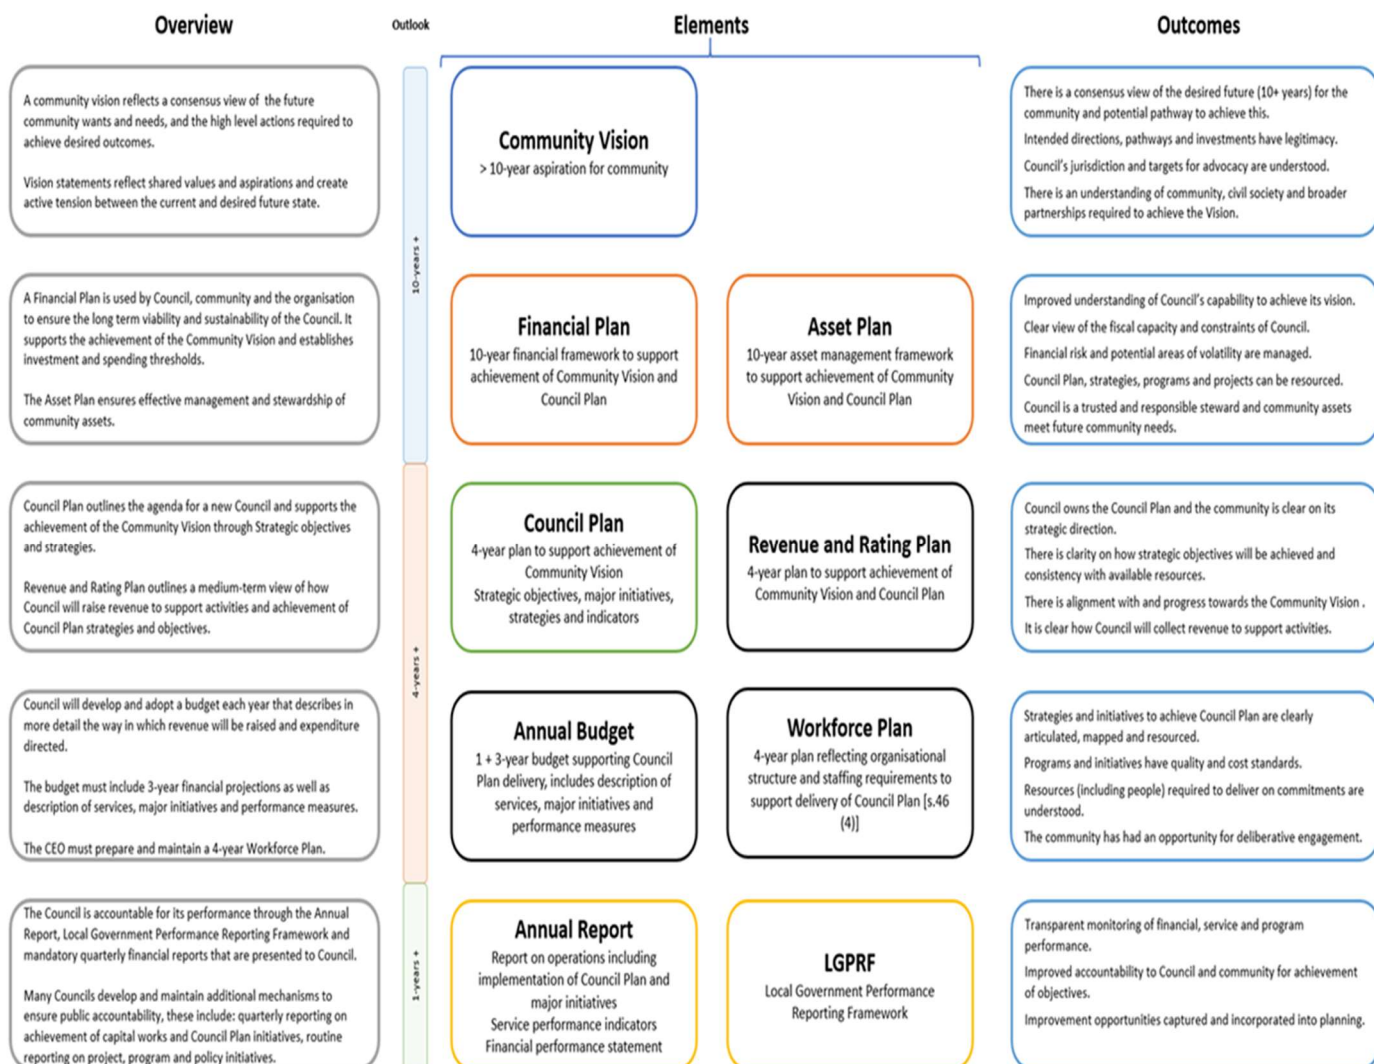 Overview
Outlook
Elements
Outcomes
A community vision reflects a consensus view of the future
community wants and needs, and the high level actions required to
achieve desired outcomes.
Vision statements reflect shared values and aspirations and create
active tension between the current and desired future state.
10-years +
Community Vision
> 10-year aspiration for community
There is a consensus view of the desired future (10+ years) for the
community and potential pathway to achieve this.
Intended directions, pathways and investments have legitimacy.
Council's jurisdiction and targets for advocacy are understood.
There is an understanding of community, civil society and broader
partnerships required to achieve the Vision.
A Financial Plan is used by Council, community and the organisation
to ensure the long term viability and sustainability of the Council. It
supports the achievement of the Community Vision and establishes
investment and spending thresholds.
The Asset Plan ensures effective management and stewardship of
community assets.
Financial Plan
10-year financial framework to support
achievement of Community Vision and
Council Plan
Asset Plan
10-year asset management framework
to support achievement of Community
Vision and Council Plan
Improved understanding of Council's capability to achieve its vision.
Clear view of the fiscal capacity and constraints of Council.
Financial risk and potential areas of volatility are managed.
Council Plan, strategies, programs and projects can be resourced.
Council is a trusted and responsible steward and community assets
meet future community needs.
Council Plan outlines the agenda for a new Council and supports the
achievement of the Community Vision through Strategic objectives
and strategies.
Revenue and Rating Plan outlines a medium-term view of how
Council will raise revenue to support activities and achievement of
Council Plan strategies and objectives.
4-years +
Council Plan
4-year plan to support achievement of
Community Vision
Strategic objectives, major initiatives,
strategies and indicators
Revenue and Rating Plan
4-year plan to support achievement of
Community Vision and Council Plan
Council owns the Council Plan and the community is clear on its
strategic direction.
There is clarity on how strategic objectives will be achieved and
consistency with available resources.
There is alignment with and progress towards the Community Vision .
It is clear how Council will collect revenue to support activities.
Council will develop and adopt a budget each year that describes in
more detail the way in which revenue will be raised and expenditure
directed.
The budget must include 3-year financial projections as well as
description of services, major initiatives and performance measures.
The CEO must prepare and maintain a 4-year Workforce Plan.
Annual Budget
1 + 3-year budget supporting Council
Plan delivery, includes description of
services, major initiatives and
performance measures
Workforce Plan
4-year plan reflecting organisational
structure and staffing requirements to
support delivery of Council Plan [s.46
(4)]
Strategies and initiatives to achieve Council Plan are clearly
articulated, mapped and resourced.
Programs and initiatives have quality and cost standards.
Resources (including people) required to deliver on commitments are
understood.
The community has had an opportunity for deliberative engagement.
The Council is accountable for its performance through the Annual
Report, Local Government Performance Reporting Framework and
mandatory quarterly financial reports that are presented to Council.
Many Councils develop and maintain additional mechanisms to
ensure public accountability, these include: quarterly reporting on
achievement of capital works and Council Plan initiatives, routine
reporting on project, program and policy initiatives.
1-years +
Annual Report
Report on operations including
implementation of Council Plan and
major initiatives
Service performance indicators
Financial performance statement
LGPRF
Local Government Performance
Reporting Framework
Transparent monitoring of financial, service and program
performance.
Improved accountability to Council and community for achievement
of objectives.
Improvement opportunities captured and incorporated into planning.